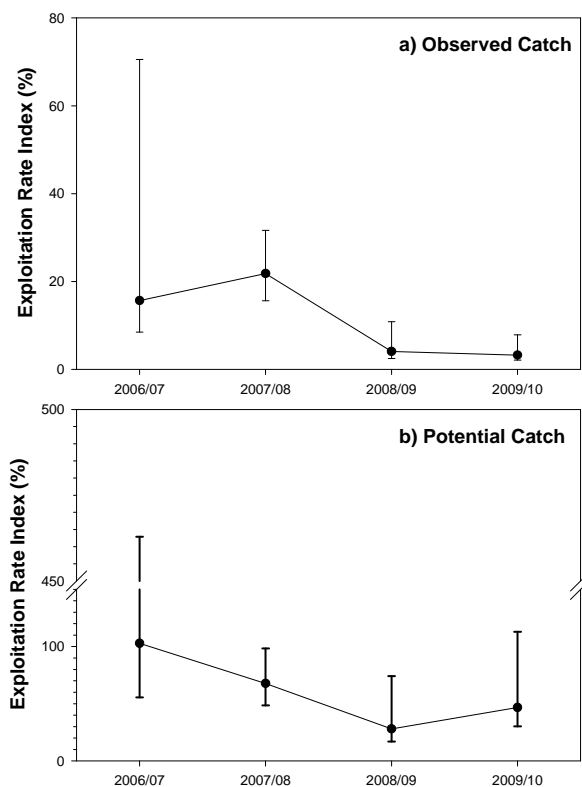 80
a) Observed Catch
60
40
20
0
Exploitation Rate Index (%)
2006/07 2007/08 2008/09 2009/10
500
b) Potential Catch
450
100
0
Exploitation Rate Index (%)
2006/07 2007/08 2008/09 2009/10